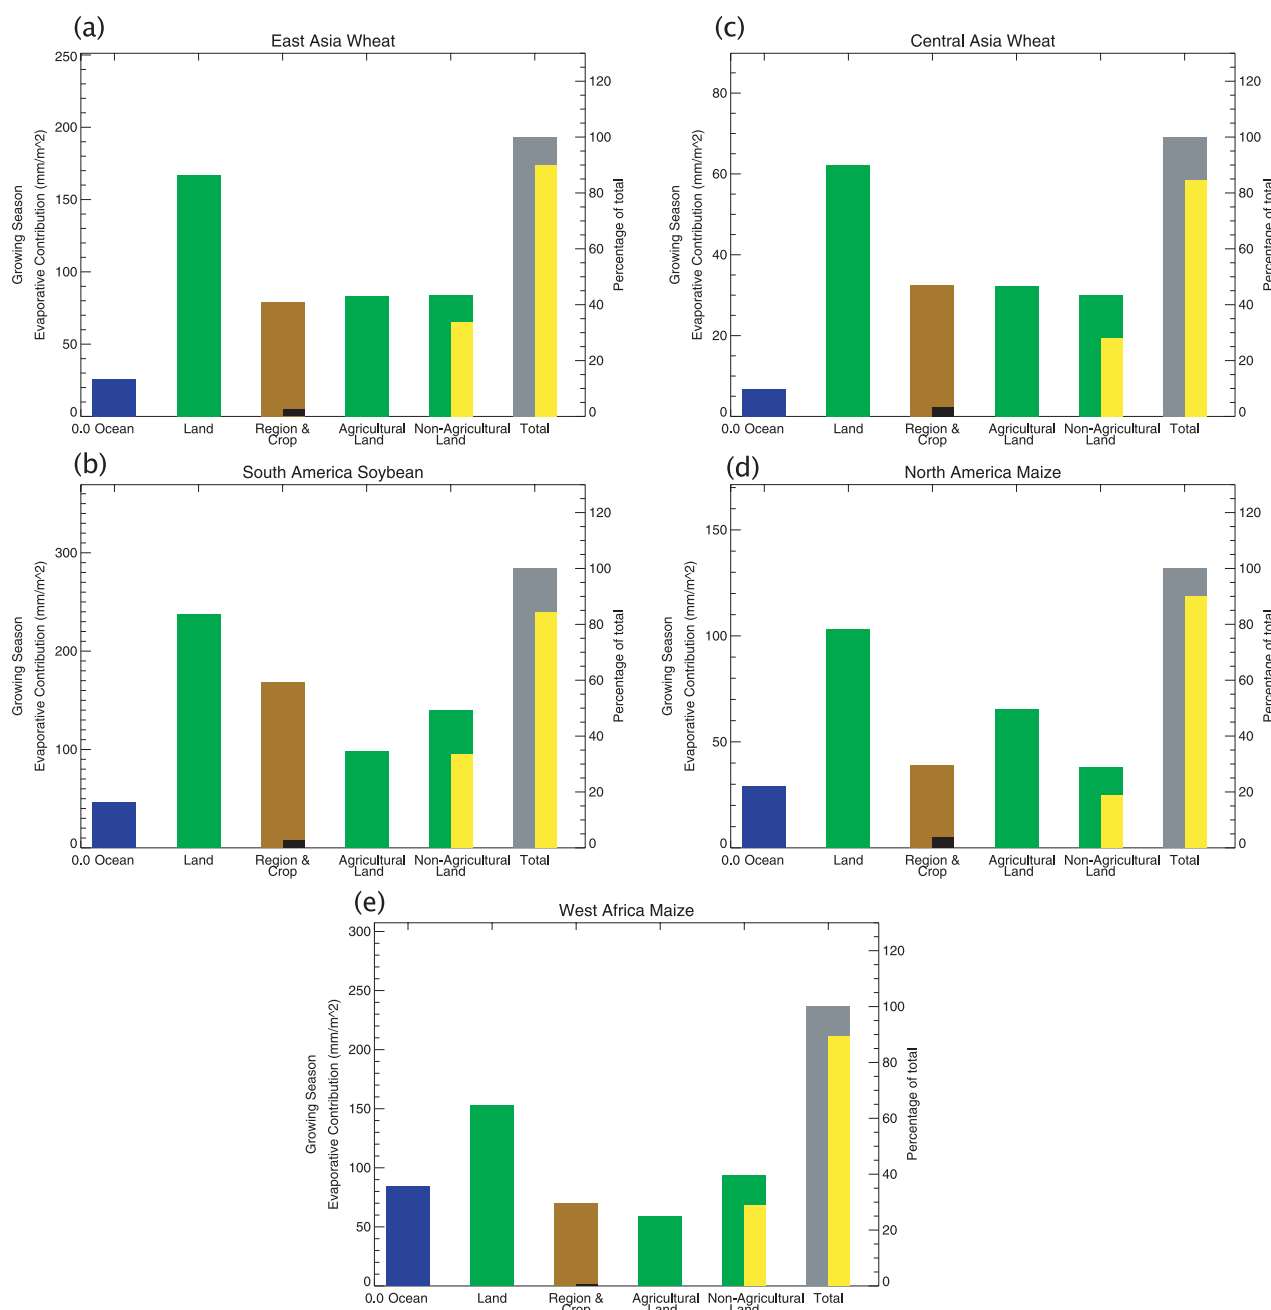 (a)
East Asia Wheat
250
200
150
100
50
0
Growing Season
Evaporative Contribution (mm/m^2)
120
100
80
60
40
20
0
Percentage of total
0.0 Ocean Land Region & Crop Agricultural Land Non-Agricultural Land Total
(c)
Central Asia Wheat
80
60
40
20
0
Growing Season
Evaporative Contribution (mm/m^2)
120
100
80
60
40
20
0
Percentage of total
0.0 Ocean Land Region & Crop Agricultural Land Non-Agricultural Land Total
(b)
South America Soybean
300
200
100
0
Growing Season
Evaporative Contribution (mm/m^2)
120
100
80
60
40
20
0
Percentage of total
0.0 Ocean Land Region & Crop Agricultural Land Non-Agricultural Land Total
(d)
North America Maize
150
100
50
0
Growing Season
Evaporative Contribution (mm/m^2)
120
100
80
60
40
20
0
Percentage of total
0.0 Ocean Land Region & Crop Agricultural Land Non-Agricultural Land Total
(e)
West Africa Maize
300
250
200
150
100
50
0
Growing Season
Evaporative Contribution (mm/m^2)
120
100
80
60
40
20
0
Percentage of total
0.0 Ocean Land Region & Crop Agricultural Land Non-Agricultural Land Total